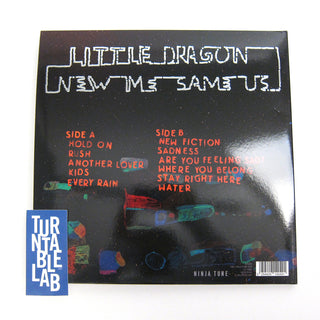 LITTLE DRAGON
NEW ME SAME US
SIDE A
HOLD ON
RUSH
ANOTHER LOVER
KIDS
EVERY RAIN
SIDE B
NEW FICTION
SADNESS
ARE YOU FEELING SAD?
WHERE YOU BELONG
STAY RIGHT HERE
WATER
NINJA TUNE
TURN
TABLE
LAB